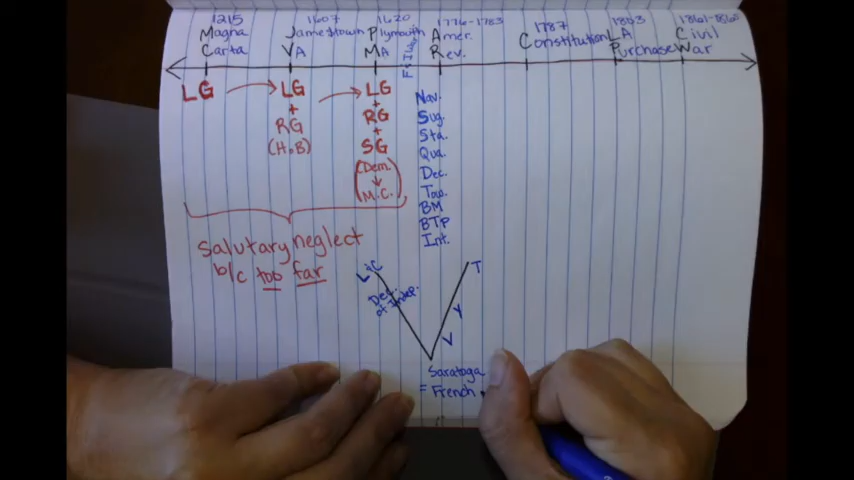 1215
Magna
Carta
1607
Jamestown
VA
1620
Plymouth
MA
1776-1783
Amer.
Rev.
1787
Constitution
1803
LA
Purchase
1861-1865
Civil
War
LG
LG
+
RG
(H.B)
LG
+
RG
+
SG
(Dem.
M.C.)
Nav.
Sug.
Sta.
Qua.
Dec.
Tow.
BM
BTP
Int.
salutary neglect
b/c too far
L+C
Dec.
of Indep.
T
Y
V
Saratoga
= French